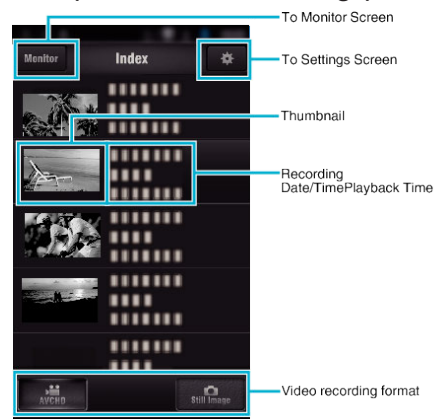 To Monitor Screen
Monitor
Index
To Settings Screen
Thumbnail
Recording
Date/TimePlayback Time
AVCHD
Still Image
Video recording format